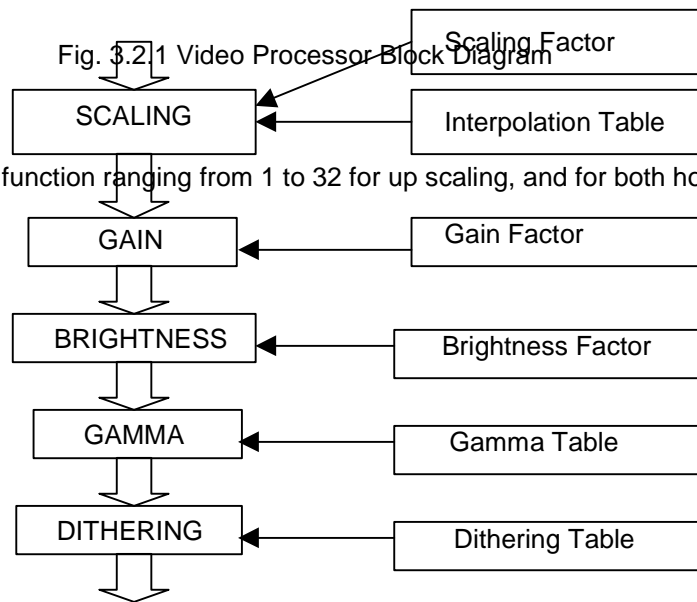 Scaling Factor
Fig. 3.2.1 Video Processor Block Diagram
SCALING
Interpolation Table
function ranging from 1 to 32 for up scaling, and for both
GAIN
Gain Factor
BRIGHTNESS
Brightness Factor
GAMMA
Gamma Table
DITHERING
Dithering Table